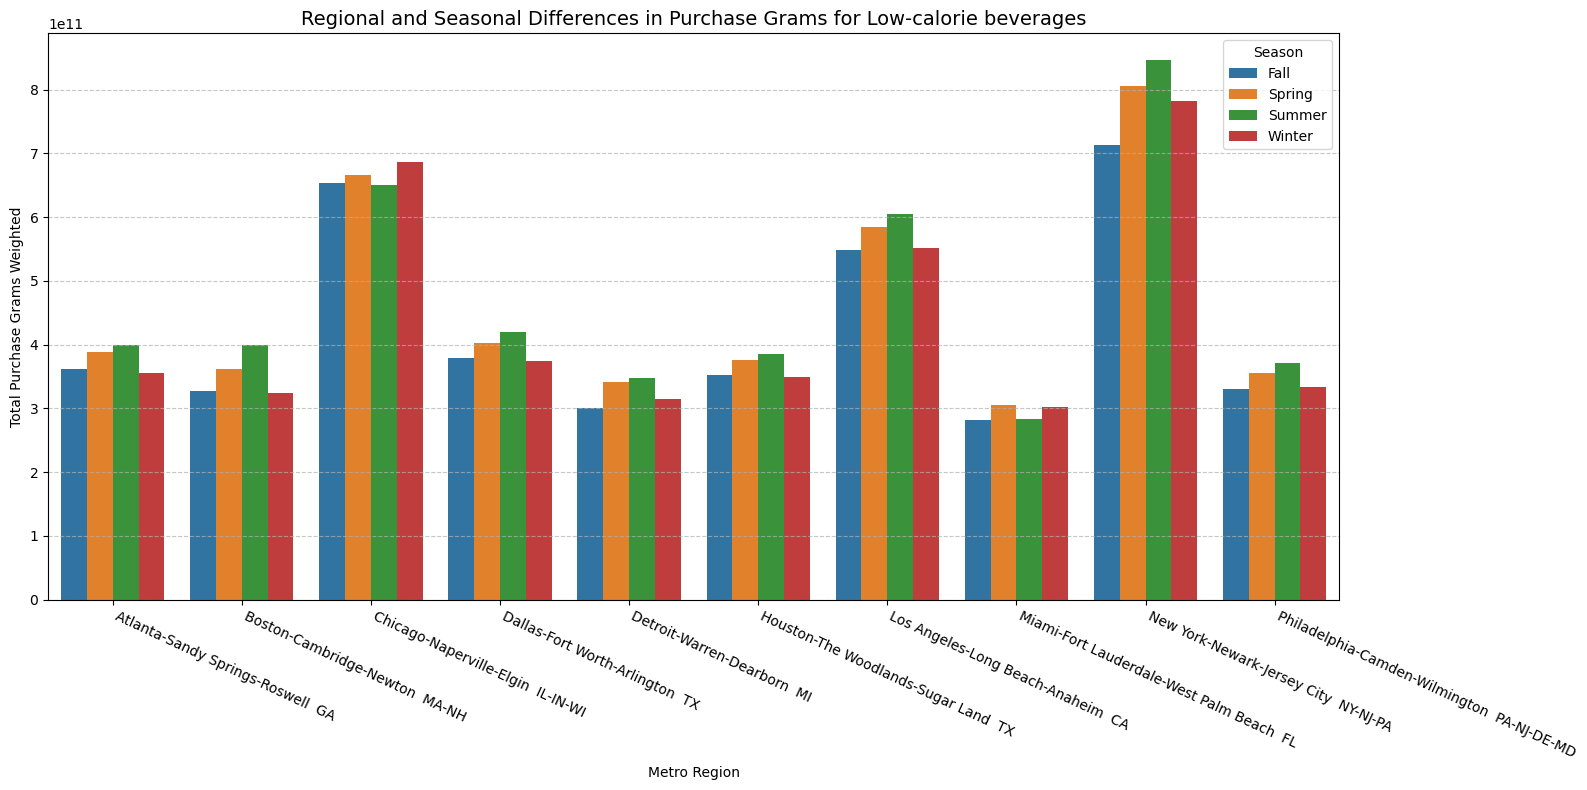 Regional and Seasonal Differences in Purchase Grams for Low-calorie beverages
1e11
Season
Fall
Spring
Summer
Winter
8
7
6
5
4
3
2
1
0
Total Purchase Grams Weighted
Atlanta-Sandy Springs-Roswell  GA
Boston-Cambridge-Newton  MA-NH
Chicago-Naperville-Elgin  IL-IN-WI
Dallas-Fort Worth-Arlington  TX
Detroit-Warren-Dearborn  MI
Houston-The Woodlands-Sugar Land  TX
Los Angeles-Long Beach-Anaheim  CA
Miami-Fort Lauderdale-West Palm Beach  FL
New York-Newark-Jersey City  NY-NJ-PA
Philadelphia-Camden-Wilmington  PA-NJ-DE-MD
Metro Region